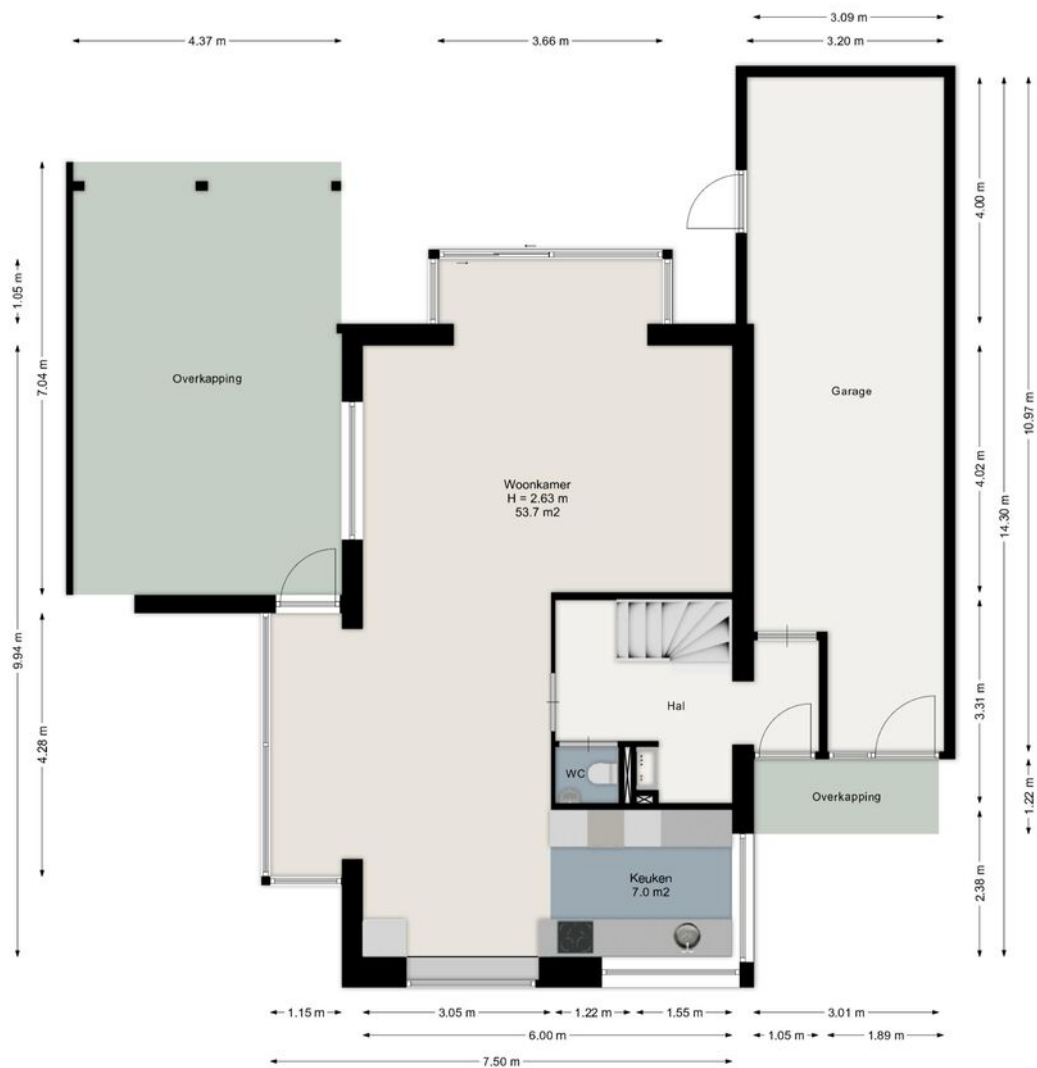 3.09 m
4.37 m
3.66 m
3.20 m
4.00 m
1.05 m
7.04 m
Overkapping
Garage
10.97 m
4.02 m
Woonkamer
H = 2.63 m
53.7 m2
14.30 m
9.94 m
3.31 m
Hal
4.28 m
WC
Overkapping
1.22 m
Keuken
7.0 m2
2.38 m
1.15 m
3.05 m
1.22 m
1.55 m
3.01 m
6.00 m
1.05 m
1.89 m
7.50 m